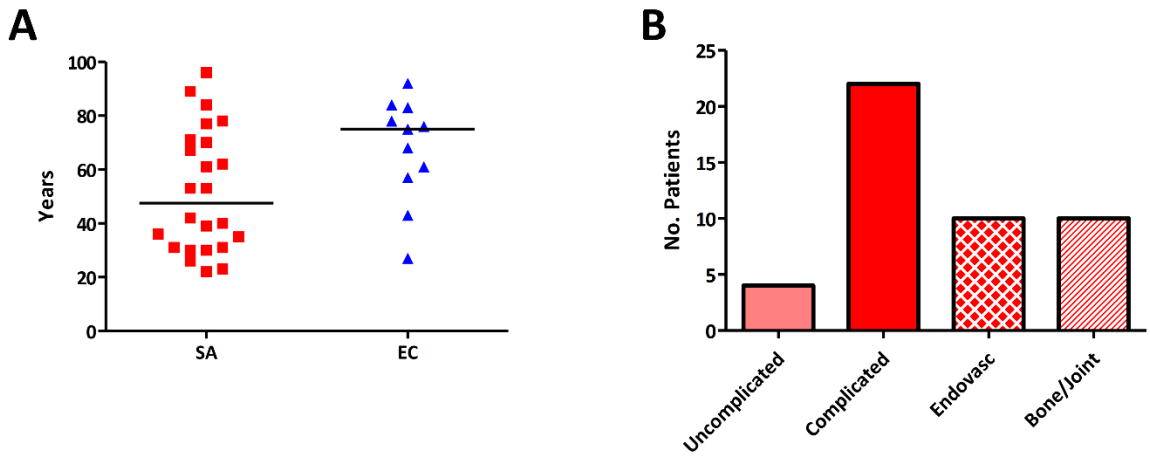 A
Years
100
80
60
40
20
0
SA
EC
B
No. Patients
25
20
15
10
5
0
Uncomplicated
Complicated
Endovasc
Bone/Joint